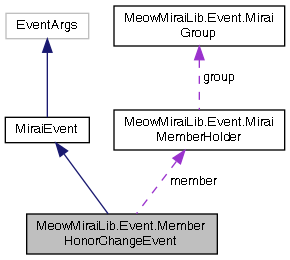 EventArgs
MeowMiraiLib.Event.Mirai
Group
group
MiraiEvent
MeowMiraiLib.Event.Mirai
MemberHolder
member
MeowMiraiLib.Event.Member
HonorChangeEvent